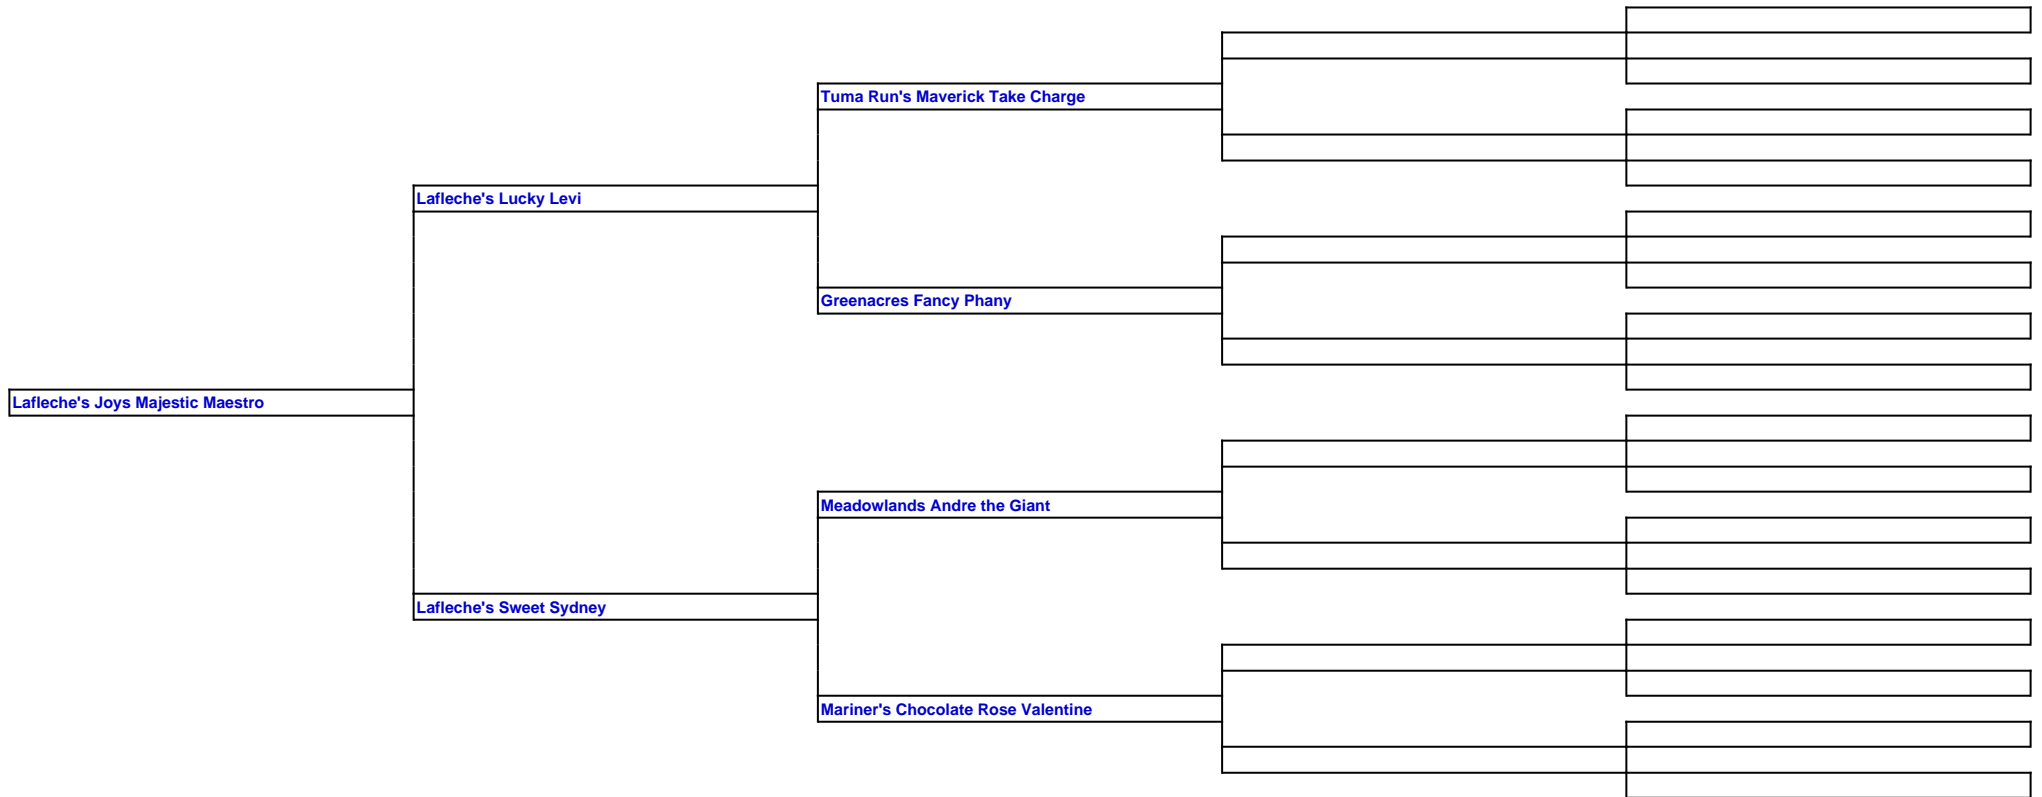 Tuma Run's Maverick Take Charge
Lafleche's Lucky Levi
Greenacres Fancy Phany
Lafleche's Joys Majestic Maestro
Meadowlands Andre the Giant
Lafleche's Sweet Sydney
Mariner's Chocolate Rose Valentine